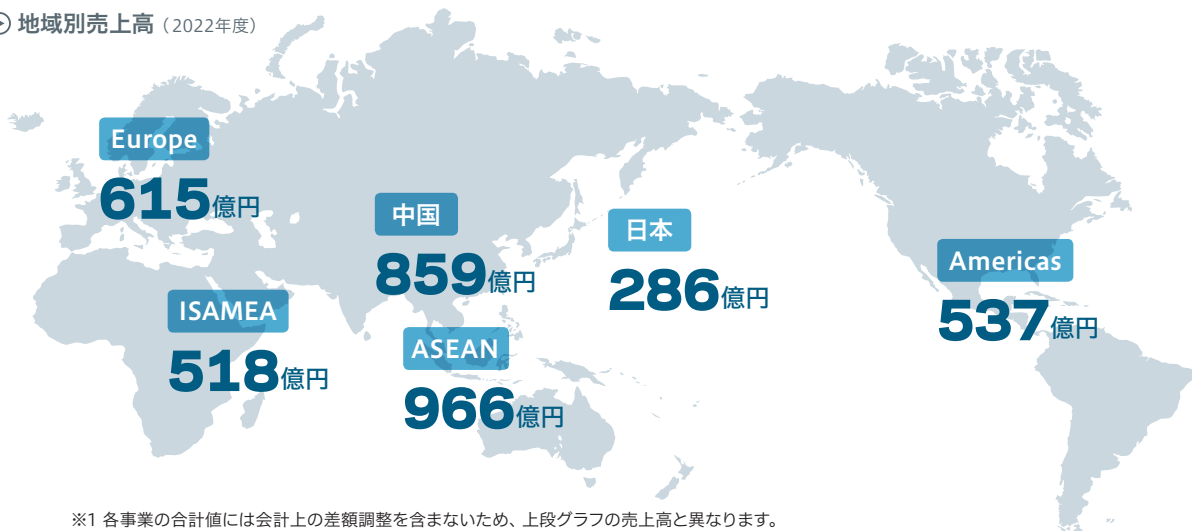 地域別売上高（2022年度）
Europe
615億円
中国
859億円
日本
286億円
Americas
537億円
ISAMEA
518億円
ASEAN
966億円
※1 各事業の合計値には会計上の差額調整を含まないため、上段グラフの売上高と異なります。